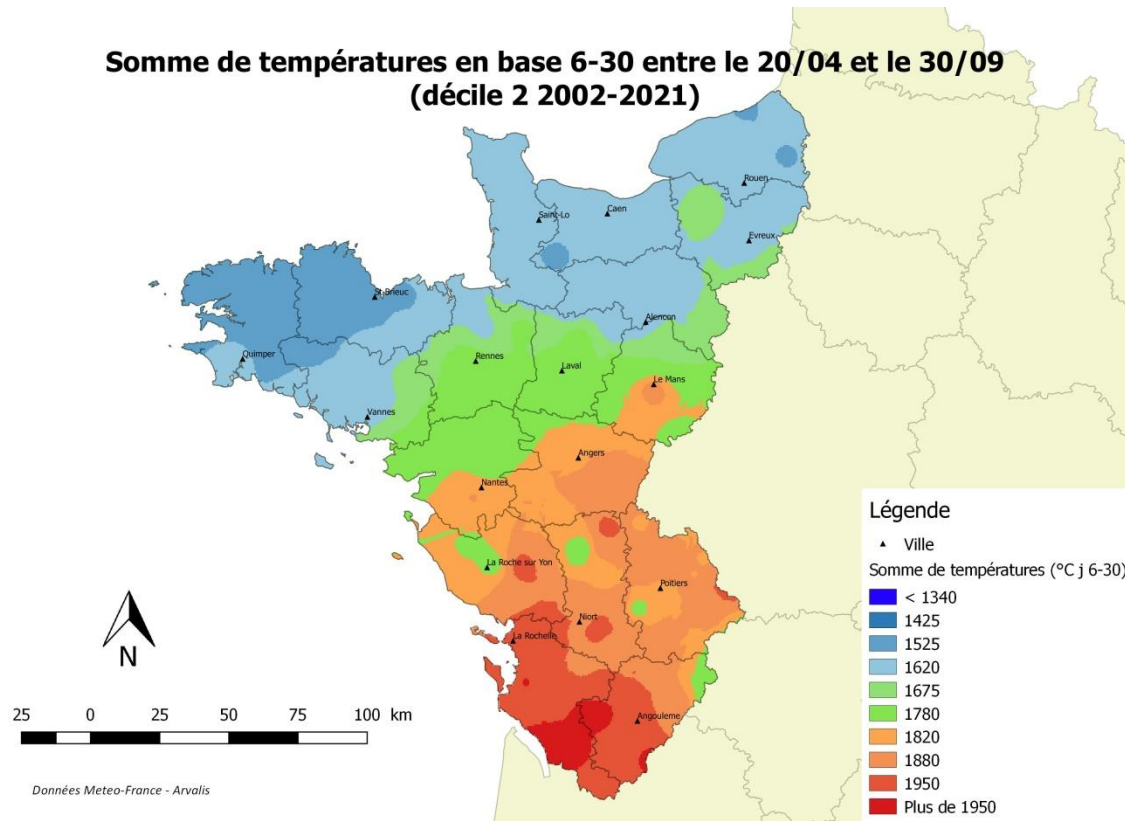 Somme de températures en base 6-30 entre le 20/04 et le 30/09
(décile 2 2002-2021)
Rouen
Saint-Lo
Caen
Evreux
St-Brieuc
Alencon
Quimper
Rennes
Laval
Le Mans
Vannes
Angers
Nantes
La Roche sur Yon
Poitiers
Niort
La Rochelle
Angouleme
N
25 0 25 50 75 100 km
Données Meteo-France - Arvalis
Légende
Ville
Somme de températures (°C j 6-30)
< 1340
1425
1525
1620
1675
1780
1820
1880
1950
Plus de 1950